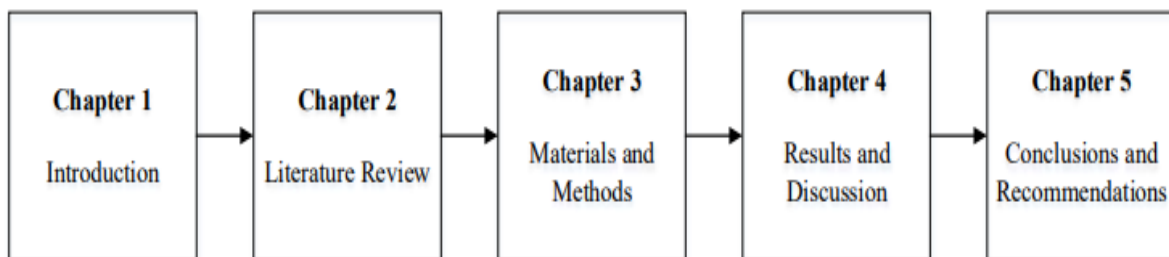 Chapter 1
Introduction
Chapter 2
Literature Review
Chapter 3
Materials and
Methods
Chapter 4
Results and
Discussion
Chapter 5
Conclusions and
Recommendations